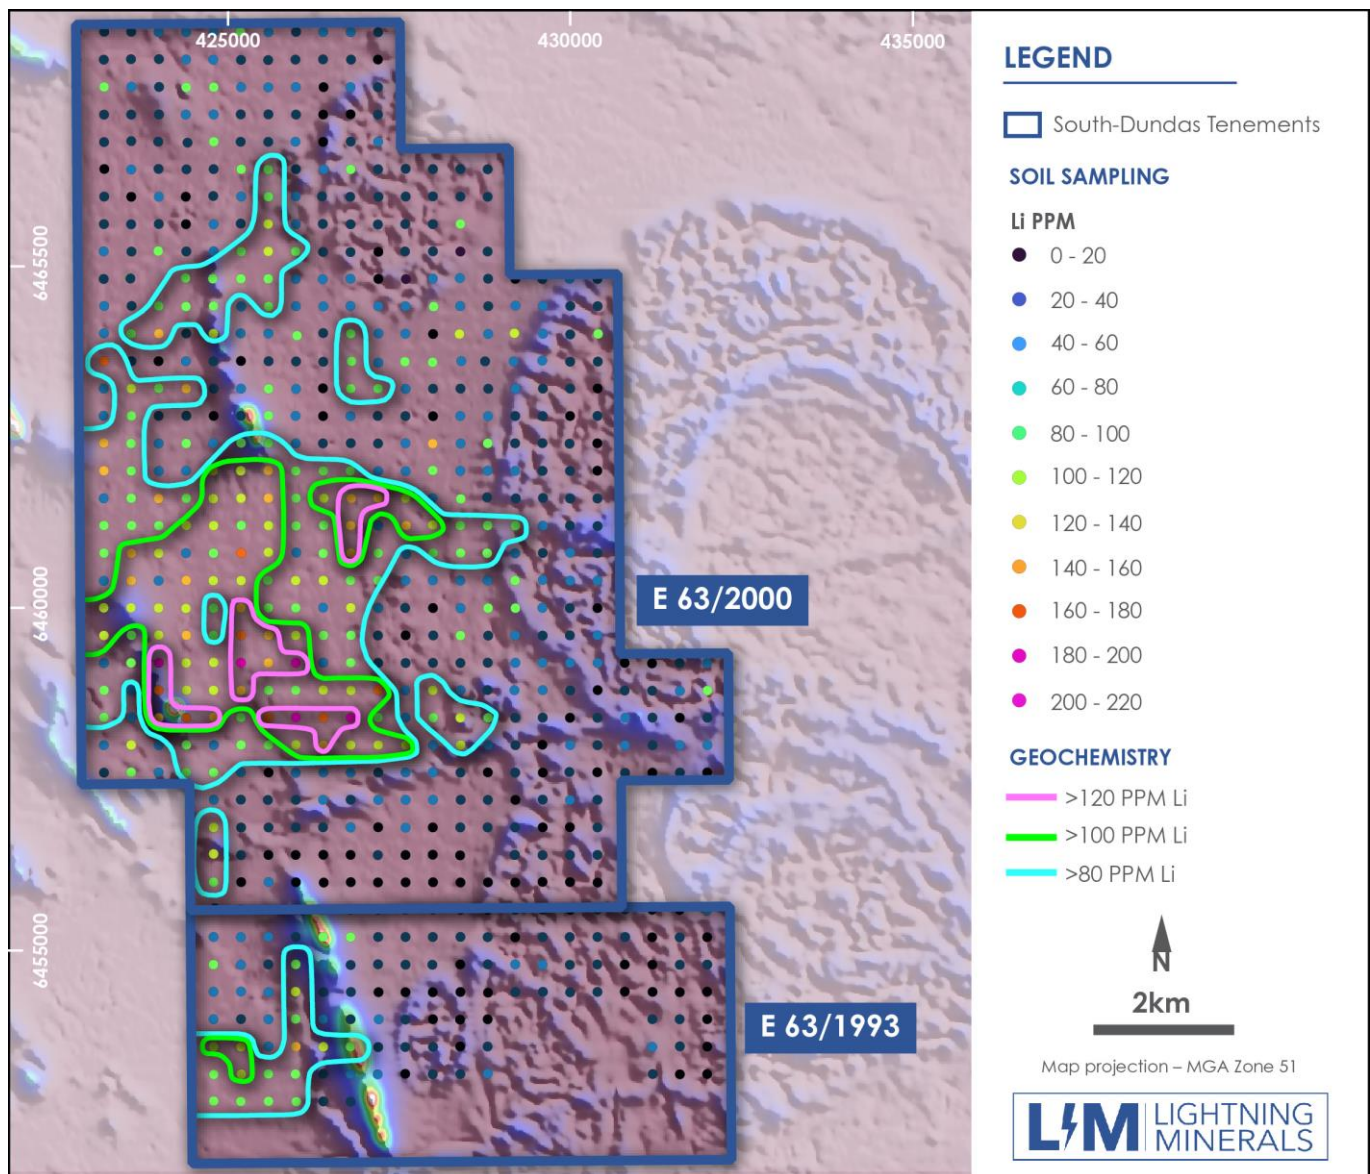 425000
430000
435000
6465500
6460000
6455000
E 63/2000
E 63/1993
LEGEND
South-Dundas Tenements
SOIL SAMPLING
Li PPM
0 - 20
20 - 40
40 - 60
60 - 80
80 - 100
100 - 120
120 - 140
140 - 160
160 - 180
180 - 200
200 - 220
GEOCHEMISTRY
>120 PPM Li
>100 PPM Li
>80 PPM Li
N
2km
Map projection – MGA Zone 51
LM
LIGHTNING
MINERALS